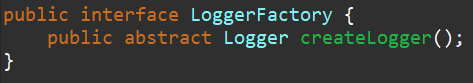 public interface LoggerFactory {
    public abstract Logger createLogger();
}